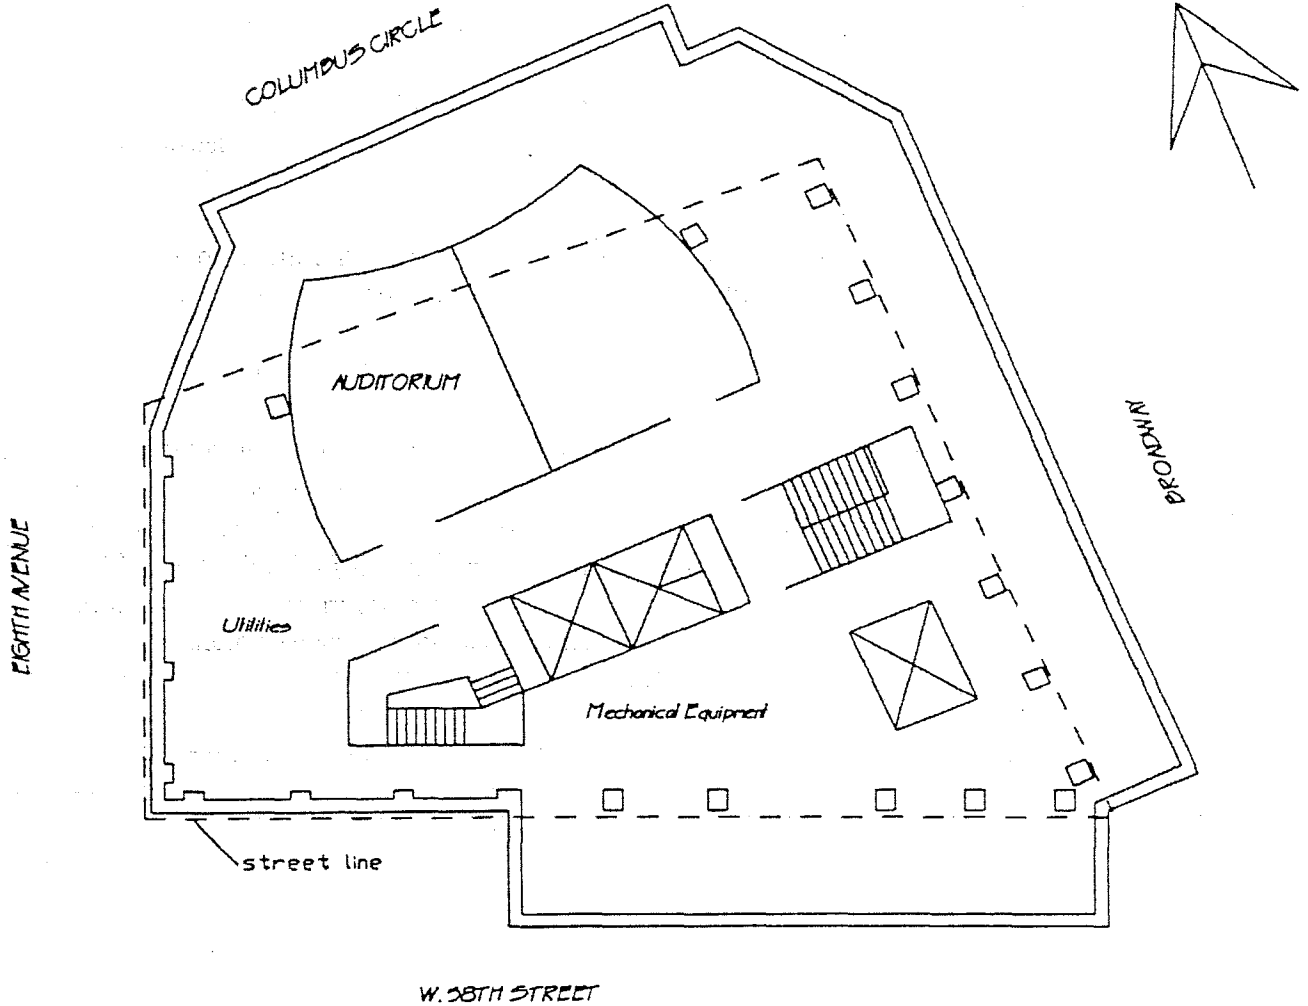 COLUMBUS CIRCLE
AUDITORIUM
BROADWAY
EIGHTH AVENUE
Utilities
Mechanical Equipment
street line
W. 58TH STREET